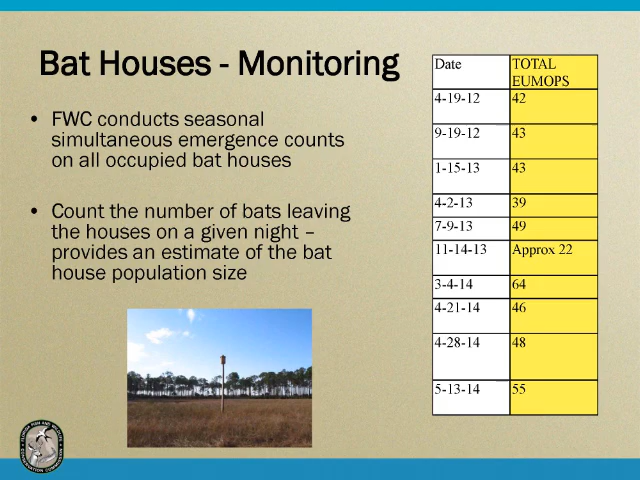 Bat Houses - Monitoring
• FWC conducts seasonal
simultaneous emergence counts
on all occupied bat houses
• Count the number of bats leaving
the houses on a given night –
provides an estimate of the bat
house population size
Date TOTAL
EUMOPS
4-19-12 42
9-19-12 43
1-15-13 43
4-2-13 39
7-9-13 49
11-14-13 Approx 22
3-4-14 64
4-21-14 46
4-28-14 48
5-13-14 55